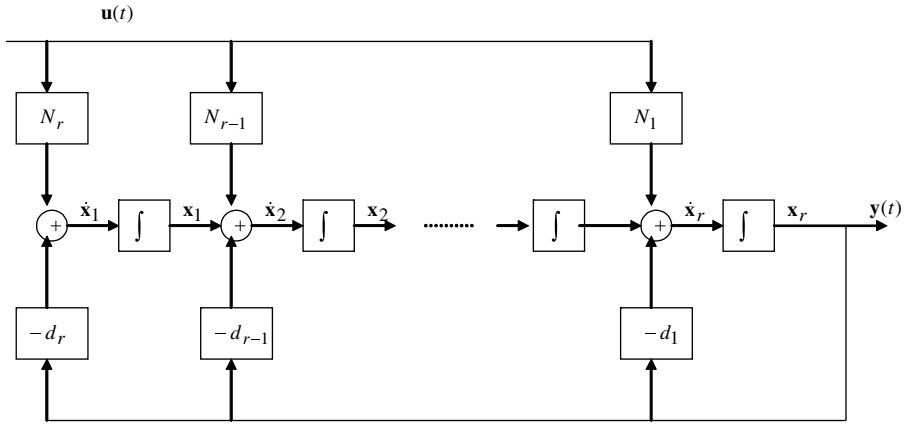 𝐮(t)
N_r N_{r−1} N_1
+ ẋ_1 ∫ x_1 + ẋ_2 ∫ x_2 .......... ∫ + ẋ_r ∫ x_r y(t)
−d_r −d_{r−1} −d_1